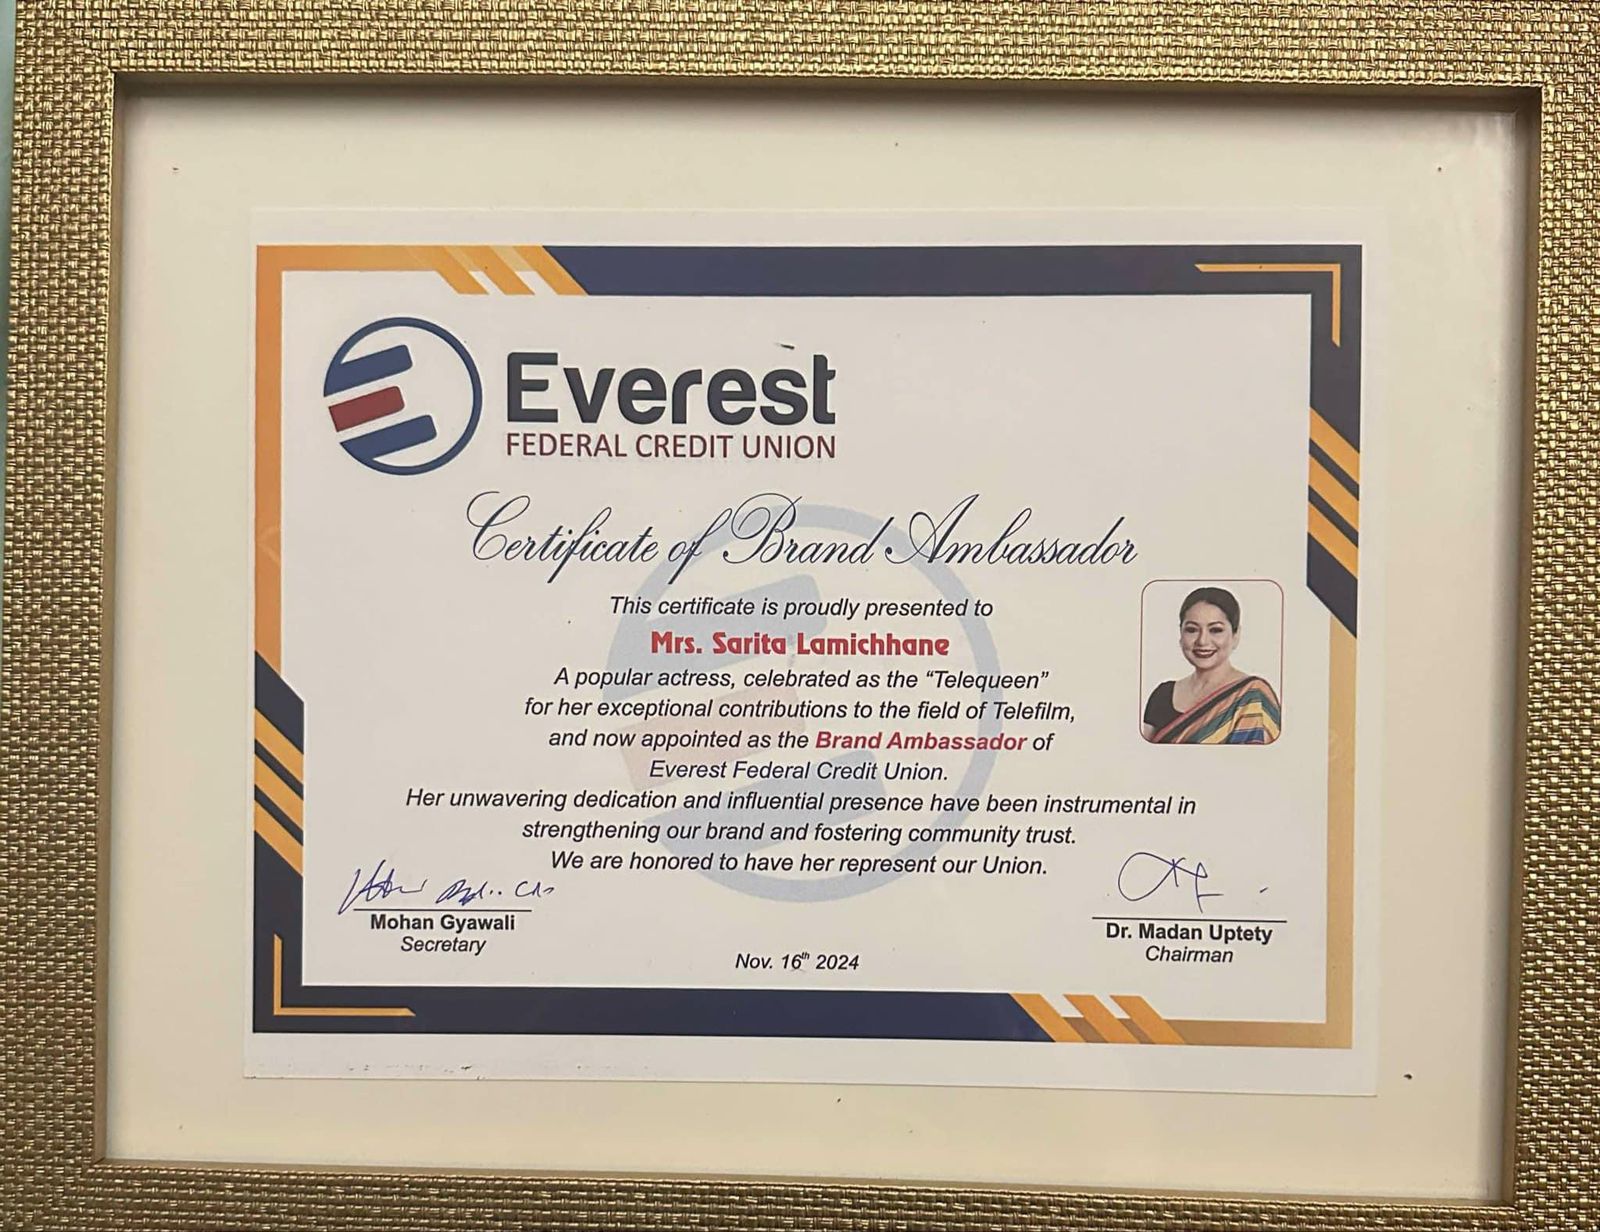 Everest
FEDERAL CREDIT UNION
Certificate of Brand Ambassador
This certificate is proudly presented to
Mrs. Sarita Lamichhane
A popular actress, celebrated as the “Telequeen”
for her exceptional contributions to the field of Telefilm,
and now appointed as the Brand Ambassador of
Everest Federal Credit Union.
Her unwavering dedication and influential presence have been instrumental in
strengthening our brand and fostering community trust.
We are honored to have her represent our Union.
Mohan Gyawali
Secretary
Nov. 16th 2024
Dr. Madan Uptety
Chairman